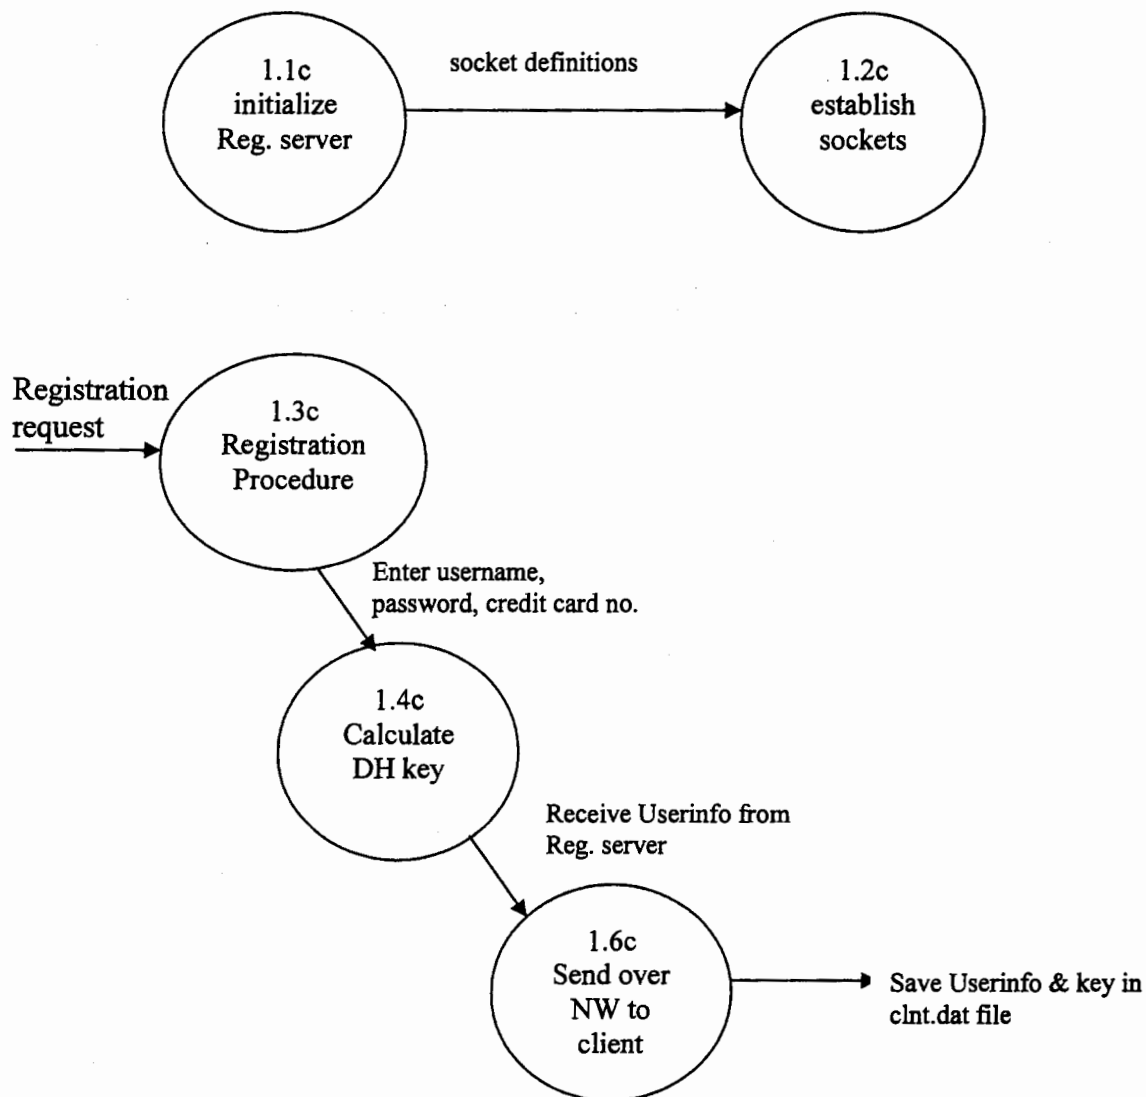 1.1c
initialize
Reg. server
socket definitions
1.2c
establish
sockets
Registration
request
1.3c
Registration
Procedure
Enter username,
password, credit card no.
1.4c
Calculate
DH key
Receive Userinfo from
Reg. server
1.6c
Send over
NW to
client
Save Userinfo & key in
clnt.dat file